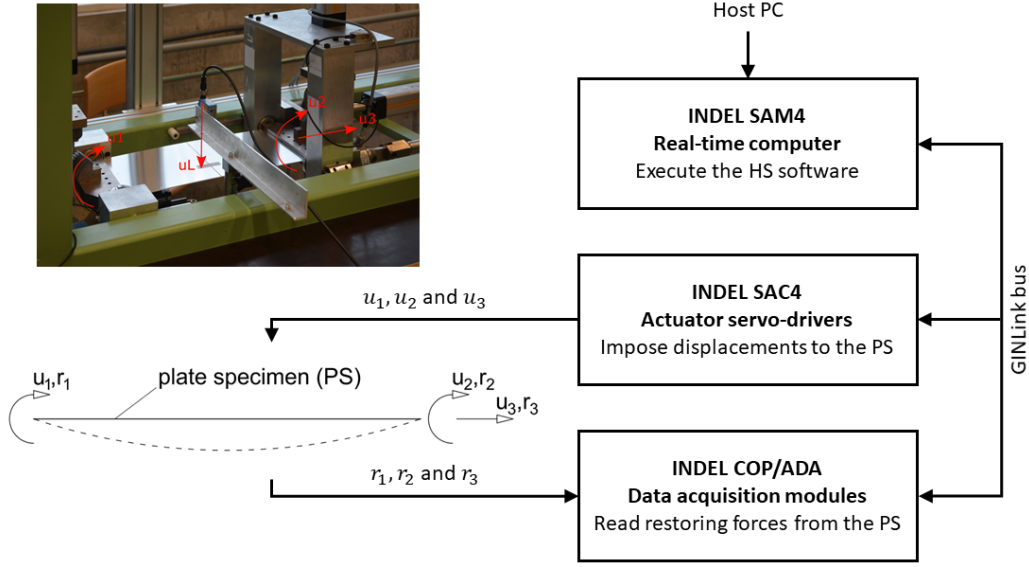 Host PC
INDEL SAM4
Real-time computer
Execute the HS software
u1
u2
u3
uL
INDEL SAC4
Actuator servo-drivers
Impose displacements to the PS
GINLink bus
u₁, u₂ and u₃
plate specimen (PS)
u₁,r₁
u₂,r₂
u₃,r₃
r₁, r₂ and r₃
INDEL COP/ADA
Data acquisition modules
Read restoring forces from the PS